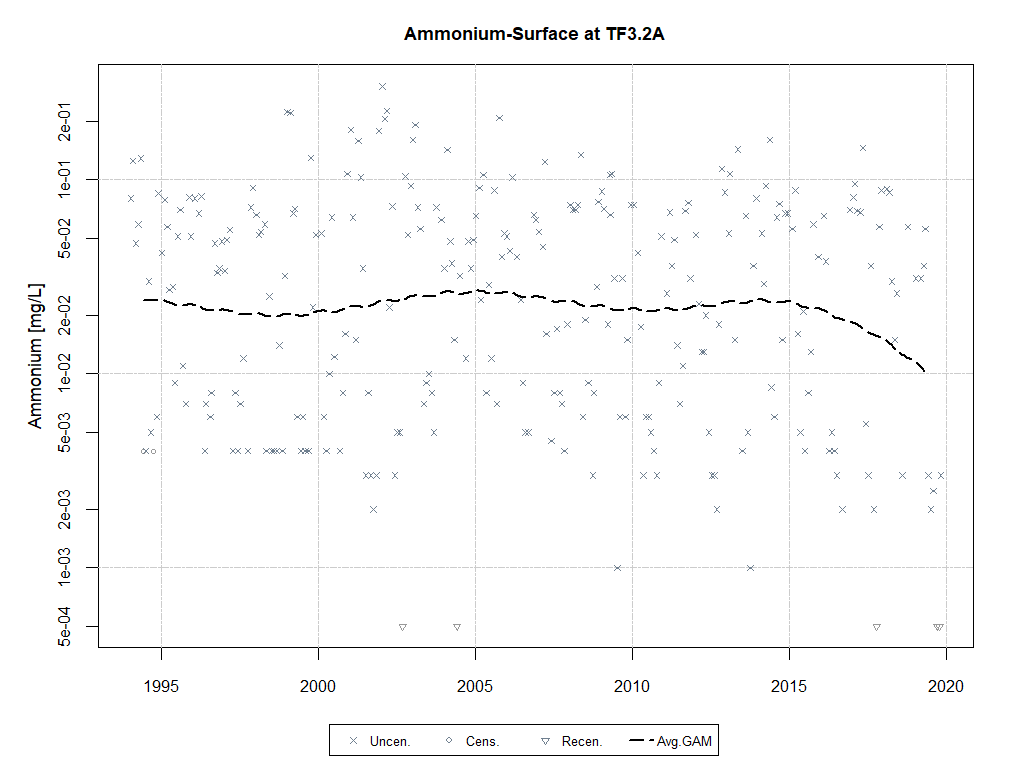 Ammonium-Surface at TF3.2A
Ammonium [mg/L]
2e-01
1e-01
5e-02
2e-02
1e-02
5e-03
2e-03
1e-03
5e-04
1995 2000 2005 2010 2015 2020
Uncen. Cens. Recen. Avg.GAM